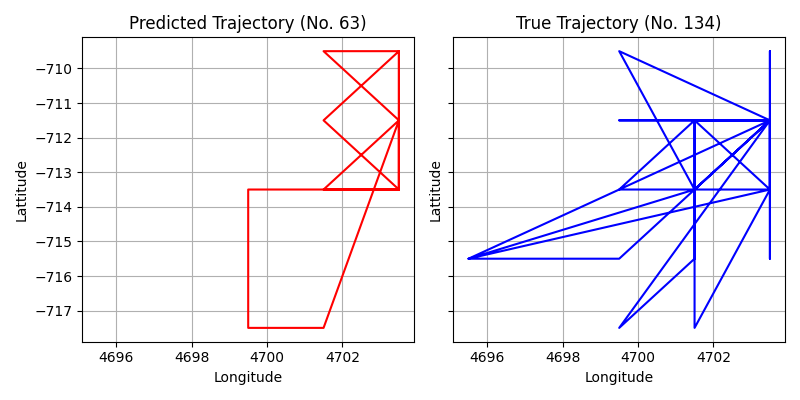 Predicted Trajectory (No. 63)
True Trajectory (No. 134)
Lattitude
−710
−711
−712
−713
−714
−715
−716
−717
4696
4698
4700
4702
Longitude
Lattitude
4696
4698
4700
4702
Longitude